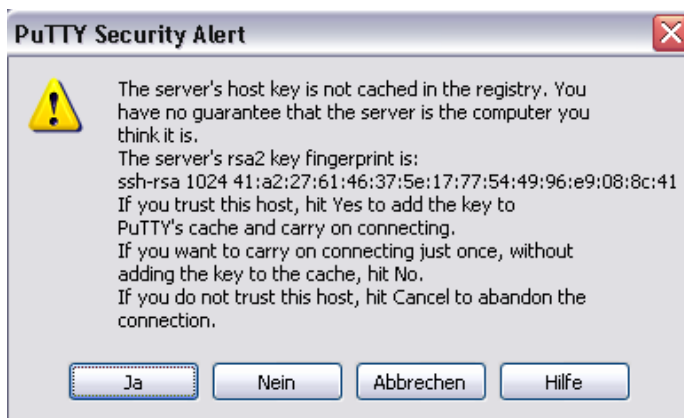 PuTTY Security Alert
The server's host key is not cached in the registry. You
have no guarantee that the server is the computer you
think it is.
The server's rsa2 key fingerprint is:
ssh-rsa 1024 41:a2:27:61:46:37:5e:17:77:54:49:96:e9:08:8c:41
If you trust this host, hit Yes to add the key to
PuTTY's cache and carry on connecting.
If you want to carry on connecting just once, without
adding the key to the cache, hit No.
If you do not trust this host, hit Cancel to abandon the
connection.
Ja Nein Abbrechen Hilfe